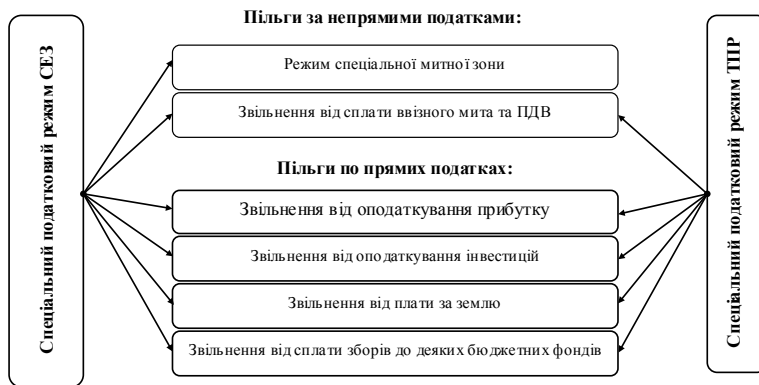 Пільги за непрямими податками:
Спеціальний податковий режим СЕЗ
Режим спеціальної митної зони
Звільнення від сплати ввізного мита та ПДВ
Пільги по прямих податках:
Звільнення від оподаткування прибутку
Звільнення від оподаткування інвестицій
Звільнення від плати за землю
Звільнення від сплати зборів до деяких бюджетних фондів
Спеціальний податковий режим ТПР